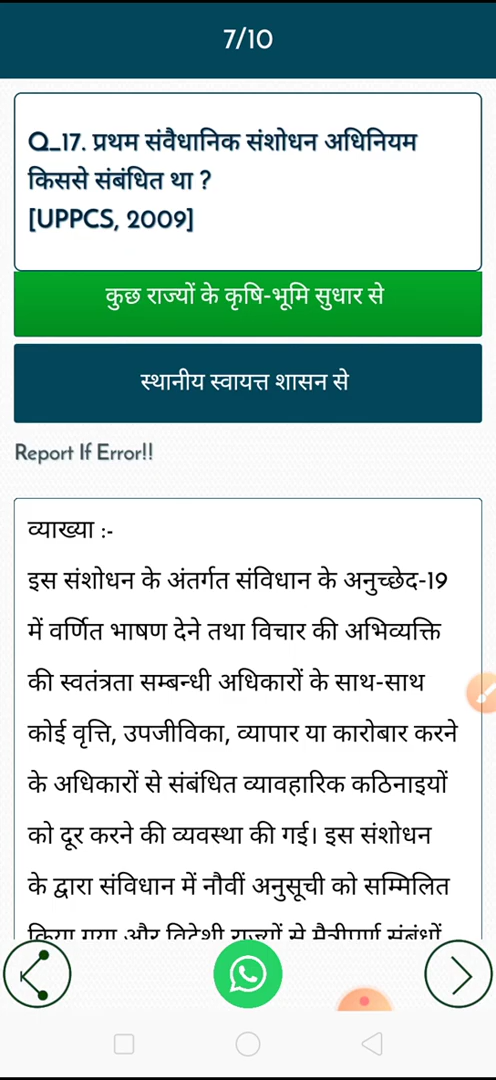 7/10
Q_17. प्रथम संवैधानिक संशोधन अधिनियम
किससे संबंधित था ?
[UPPCS, 2009]
कुछ राज्यों के कृषि-भूमि सुधार से
स्थानीय स्वायत्त शासन से
Report If Error!!
व्याख्या :-
इस संशोधन के अंतर्गत संविधान के अनुच्छेद-19
में वर्णित भाषण देने तथा विचार की अभिव्यक्ति
की स्वतंत्रता सम्बन्धी अधिकारों के साथ-साथ
कोई वृत्ति, उपजीविका, व्यापार या कारोबार करने
के अधिकारों से संबंधित व्यावहारिक कठिनाइयों
को दूर करने की व्यवस्था की गई। इस संशोधन
के द्वारा संविधान में नौवीं अनुसूची को सम्मिलित
किया गया और विदेशी राज्यों से मैत्रीपूर्ण संबंधों